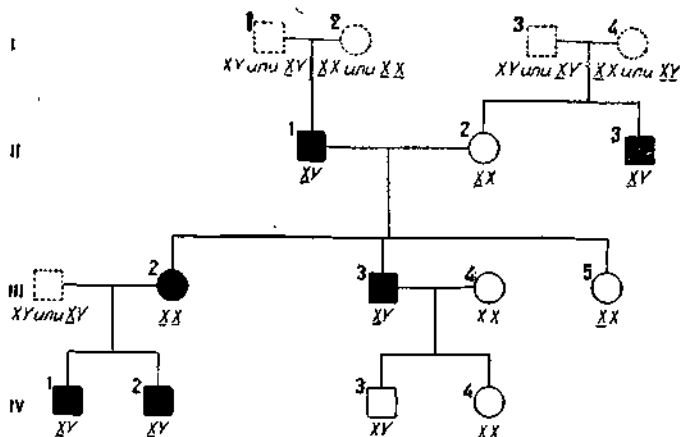 1 2 3 4
I
XY или XY XX или XX XY или XY XX или XY
1 2 3
II
XY XX XY
2 3 4 5
III
XY или XY XX XY XX XX
1 2 3 4
IV
XY XY XY XX